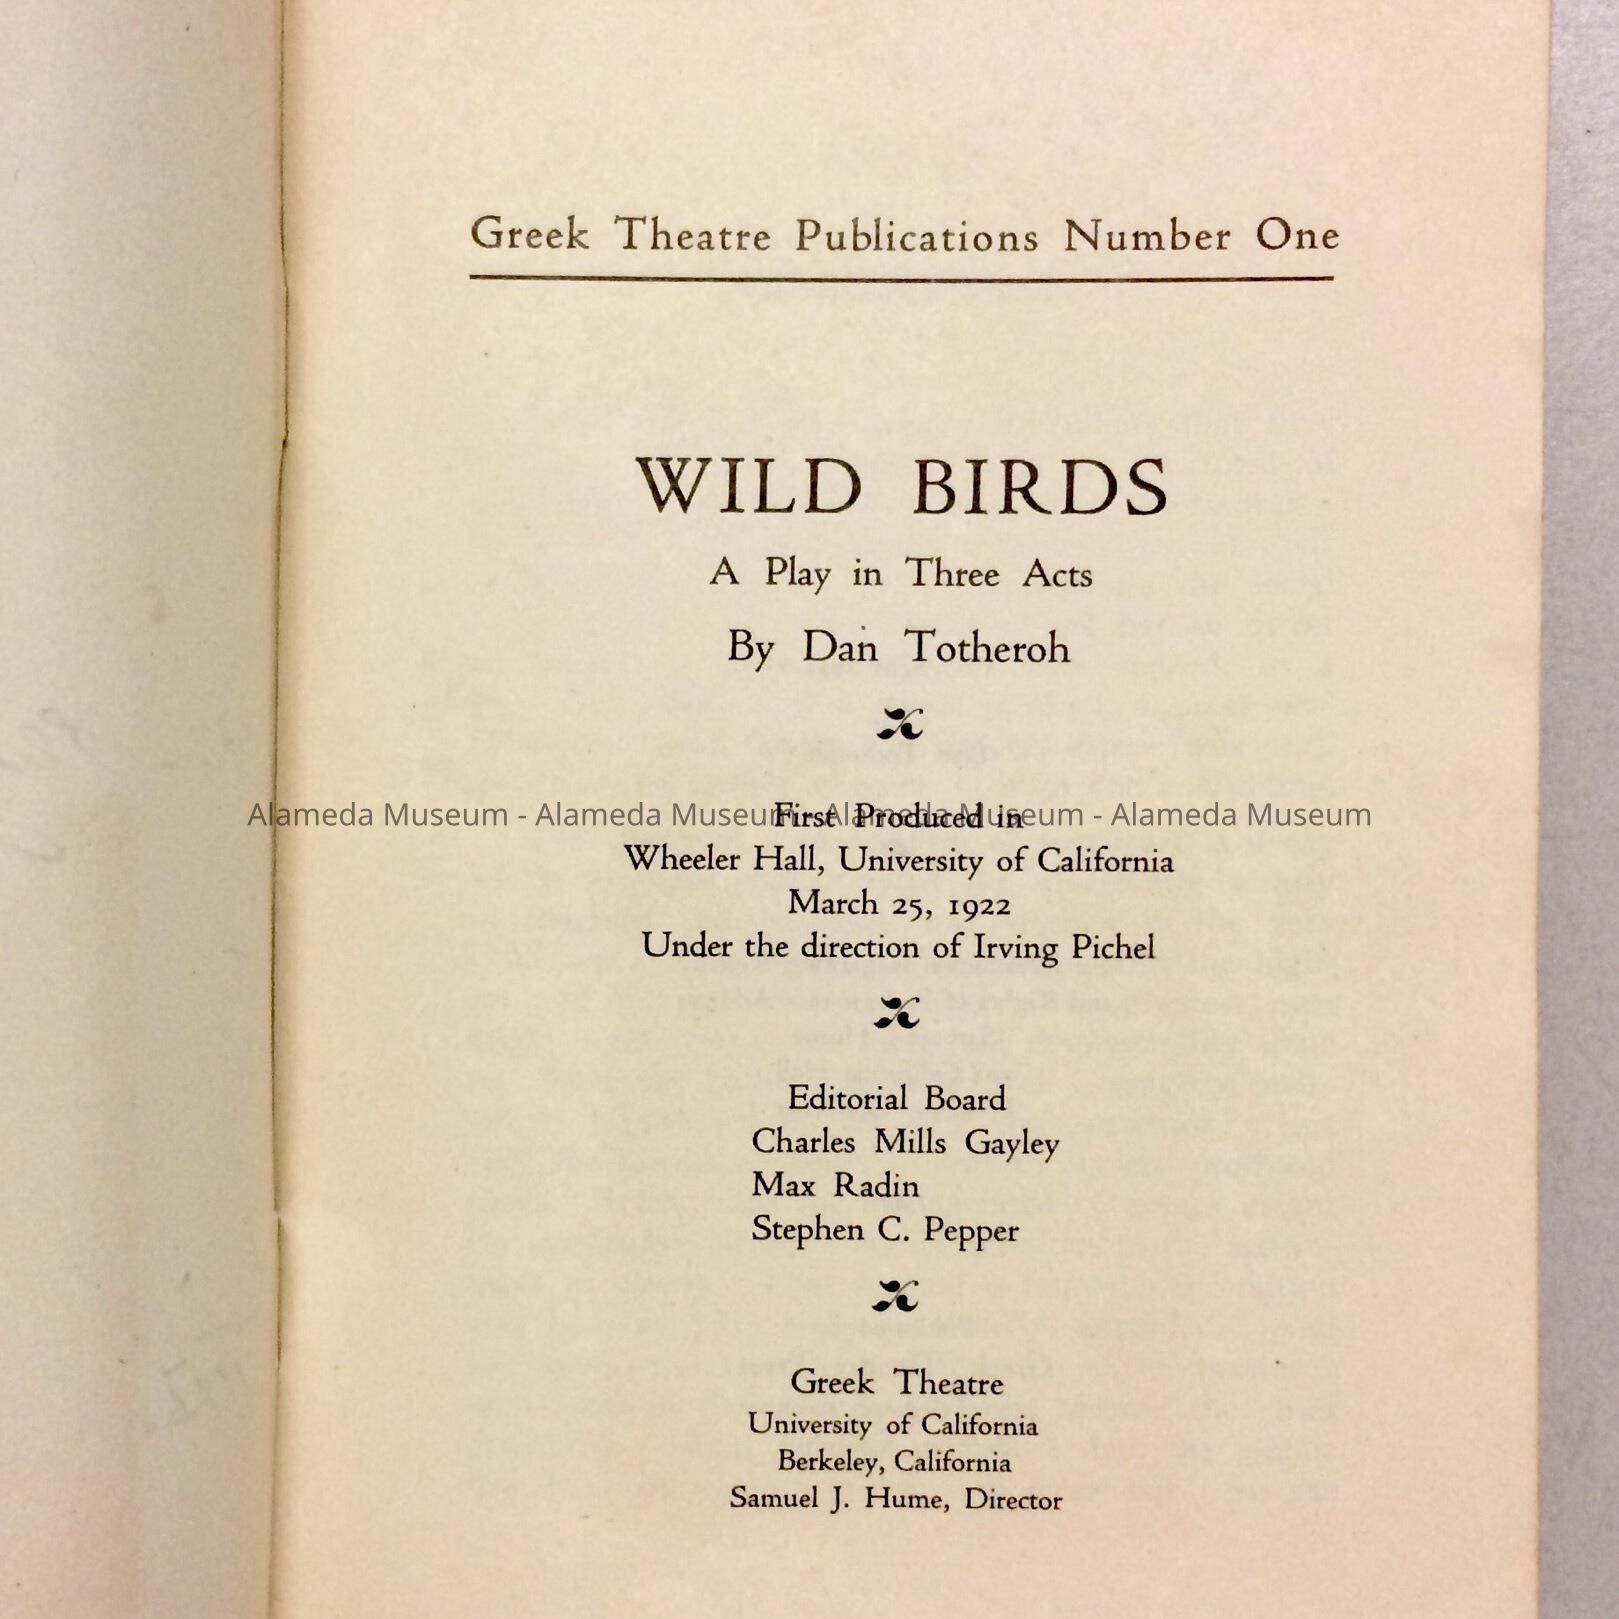 Greek Theatre Publications Number One
WILD BIRDS
A Play in Three Acts
By Dan Totheroh
Alameda Museum - Alameda Museum - Alameda Museum - Alameda Museum
First Produced in
Wheeler Hall, University of California
March 25, 1922
Under the direction of Irving Pichel
Editorial Board
Charles Mills Gayley
Max Radin
Stephen C. Pepper
Greek Theatre
University of California
Berkeley, California
Samuel J. Hume, Director